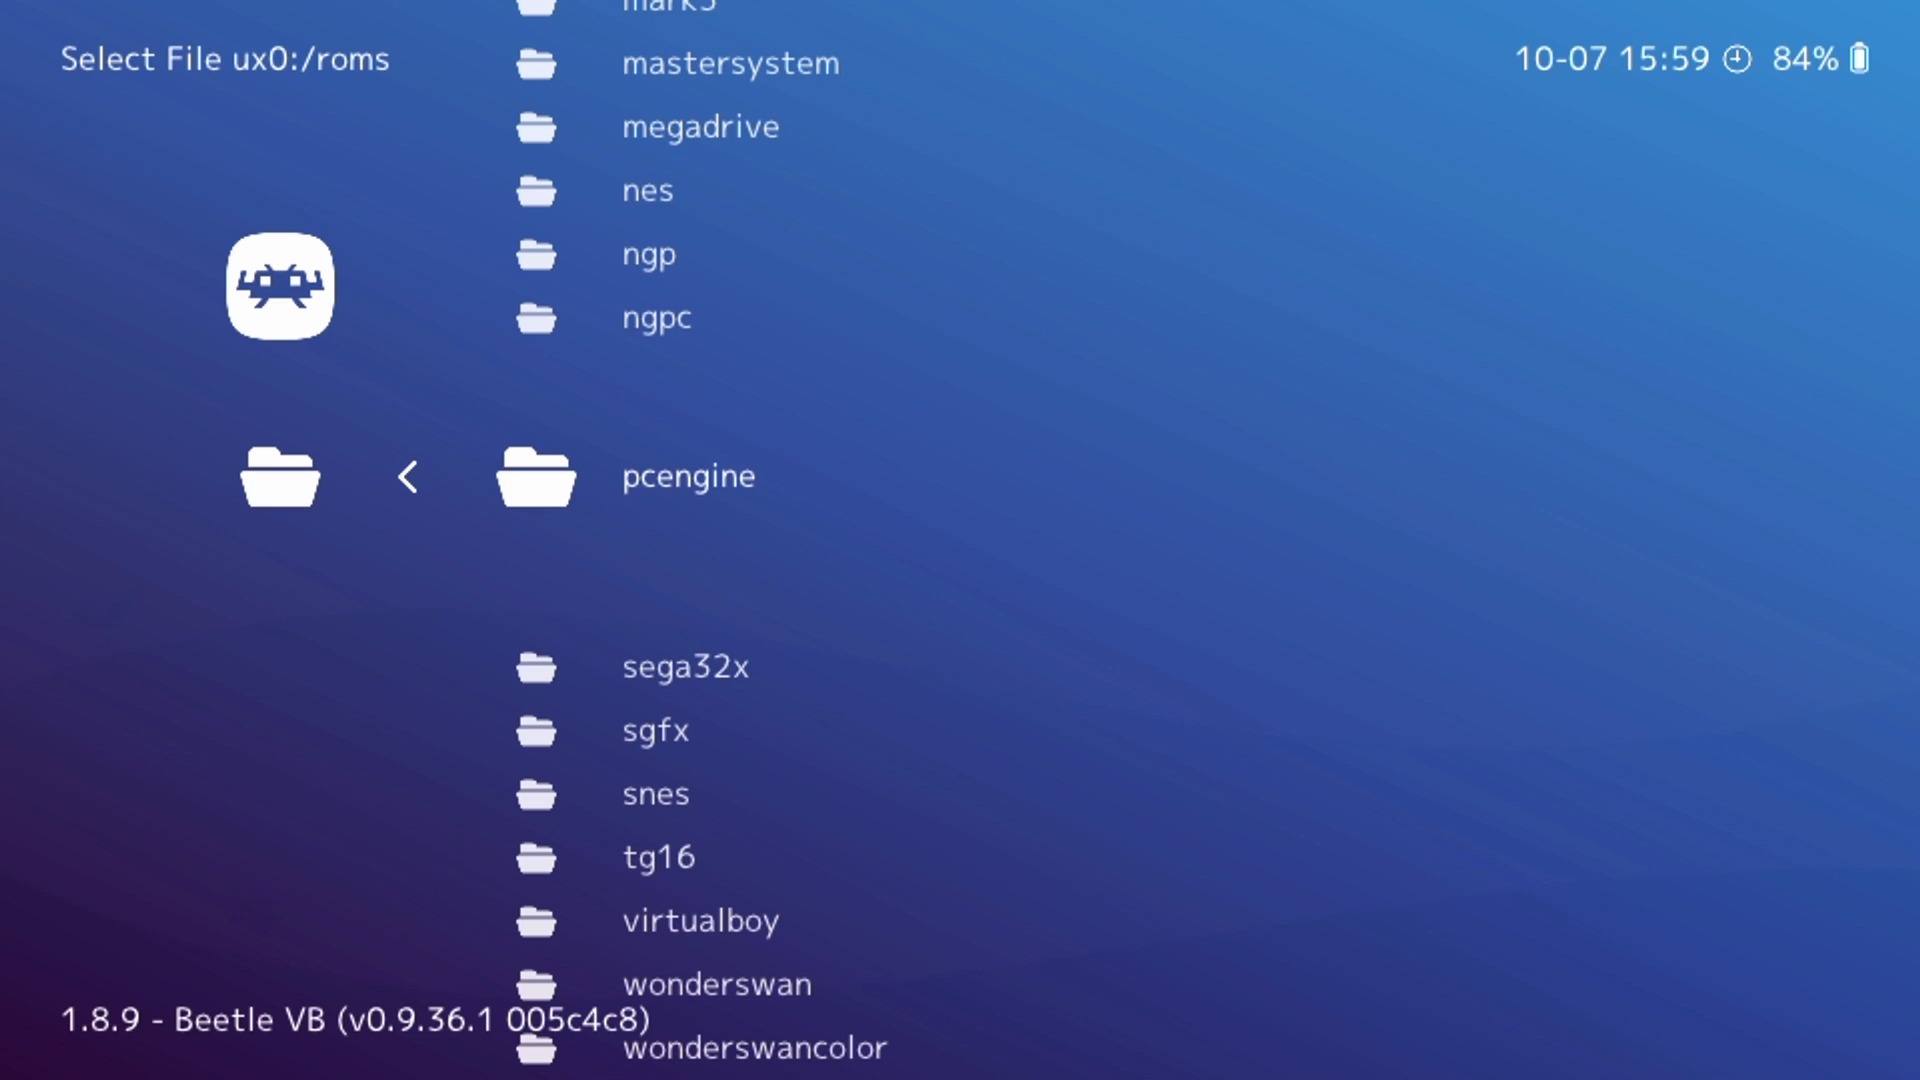 mark3
Select File ux0:/roms
10-07 15:59 84%
mastersystem
megadrive
nes
ngp
ngpc
pcengine
sega32x
sgfx
snes
tg16
virtualboy
wonderswan
1.8.9 - Beetle VB (v0.9.36.1 005c4c8)
wonderswancolor